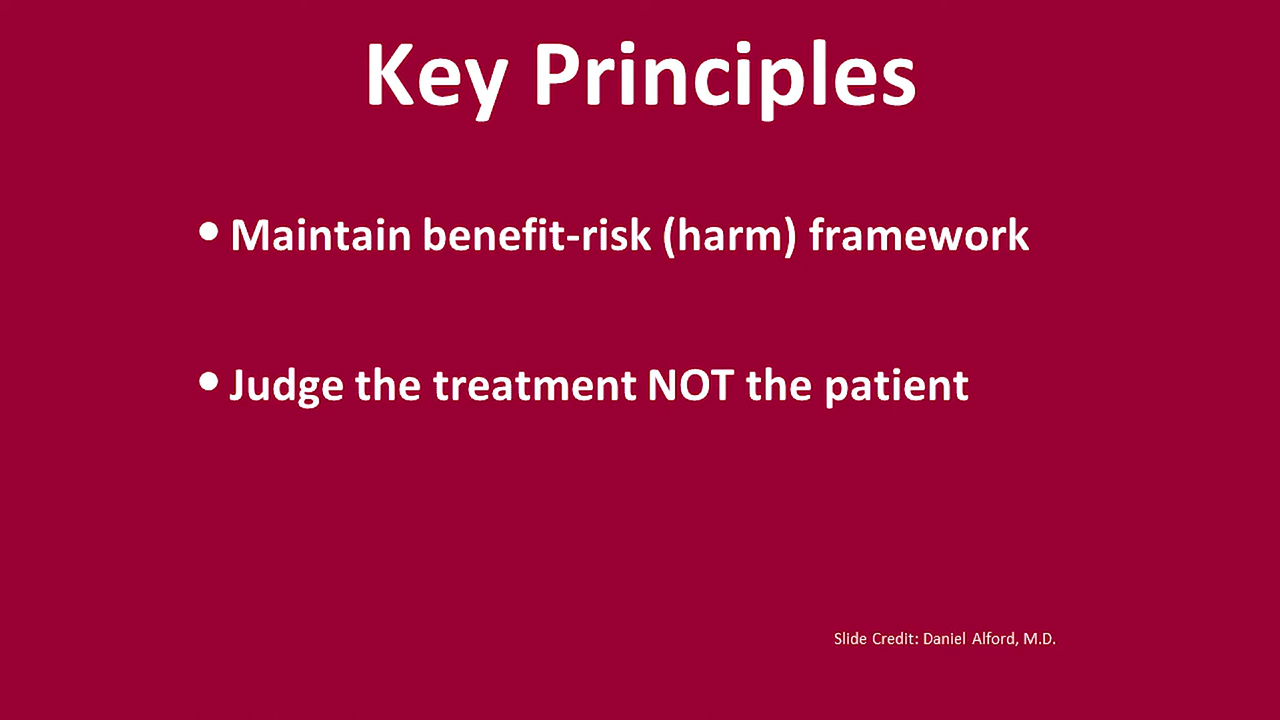 Key Principles
• Maintain benefit-risk (harm) framework
• Judge the treatment NOT the patient
Slide Credit: Daniel Alford, M.D.